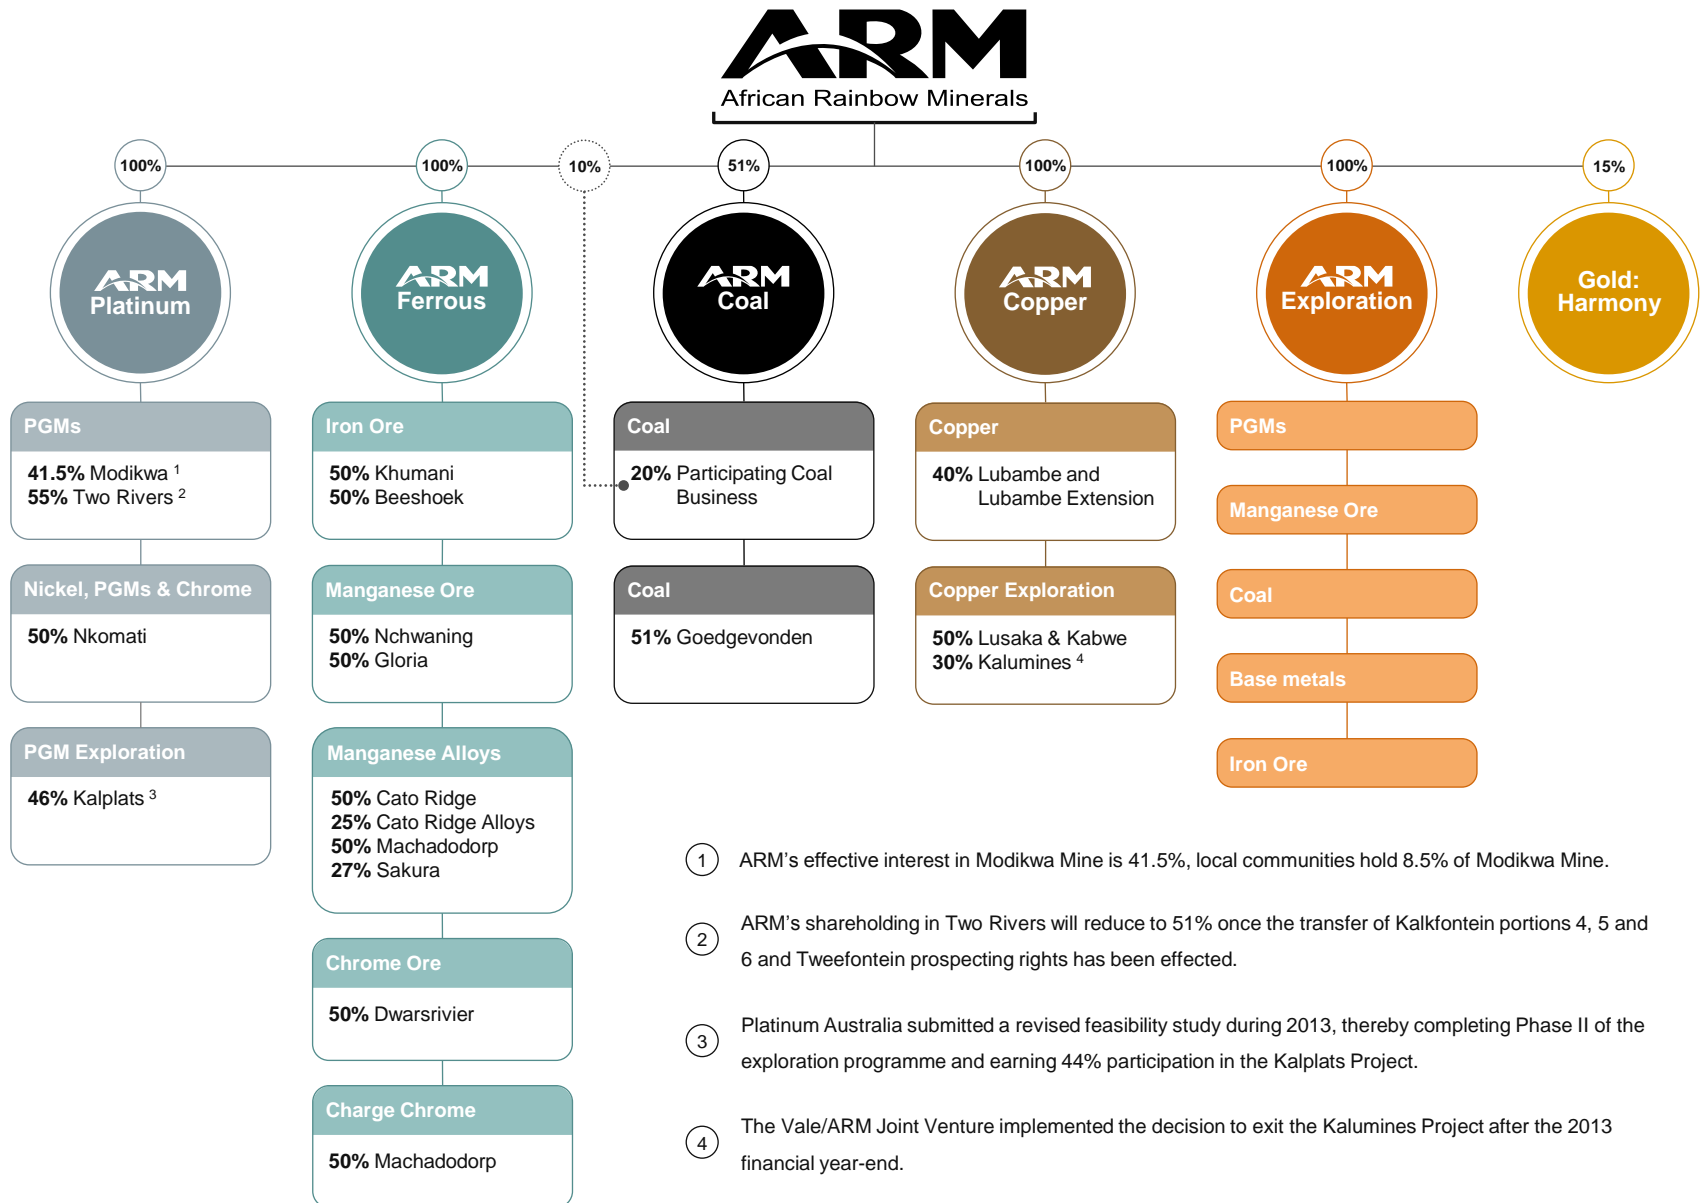 ARM
African Rainbow Minerals
100%
100%
10%
51%
100%
100%
15%
ARM
Platinum
ARM
Ferrous
ARM
Coal
ARM
Copper
ARM
Exploration
Gold:
Harmony
PGMs
41.5% Modikwa 1
55% Two Rivers 2
Nickel, PGMs & Chrome
50% Nkomati
PGM Exploration
46% Kalplats 3
Iron Ore
50% Khumani
50% Beeshoek
Manganese Ore
50% Nchwaning
50% Gloria
Manganese Alloys
50% Cato Ridge
25% Cato Ridge Alloys
50% Machadodorp
27% Sakura
Chrome Ore
50% Dwarsrivier
Charge Chrome
50% Machadodorp
Coal
20% Participating Coal
Business
Coal
51% Goedgevonden
Copper
40% Lubambe and
Lubambe Extension
Copper Exploration
50% Lusaka & Kabwe
30% Kalumines 4
PGMs
Manganese Ore
Coal
Base metals
Iron Ore
1 ARM’s effective interest in Modikwa Mine is 41.5%, local communities hold 8.5% of Modikwa Mine.
2 ARM’s shareholding in Two Rivers will reduce to 51% once the transfer of Kalkfontein portions 4, 5 and
6 and Tweefontein prospecting rights has been effected.
3 Platinum Australia submitted a revised feasibility study during 2013, thereby completing Phase II of the
exploration programme and earning 44% participation in the Kalplats Project.
4 The Vale/ARM Joint Venture implemented the decision to exit the Kalumines Project after the 2013
financial year-end.